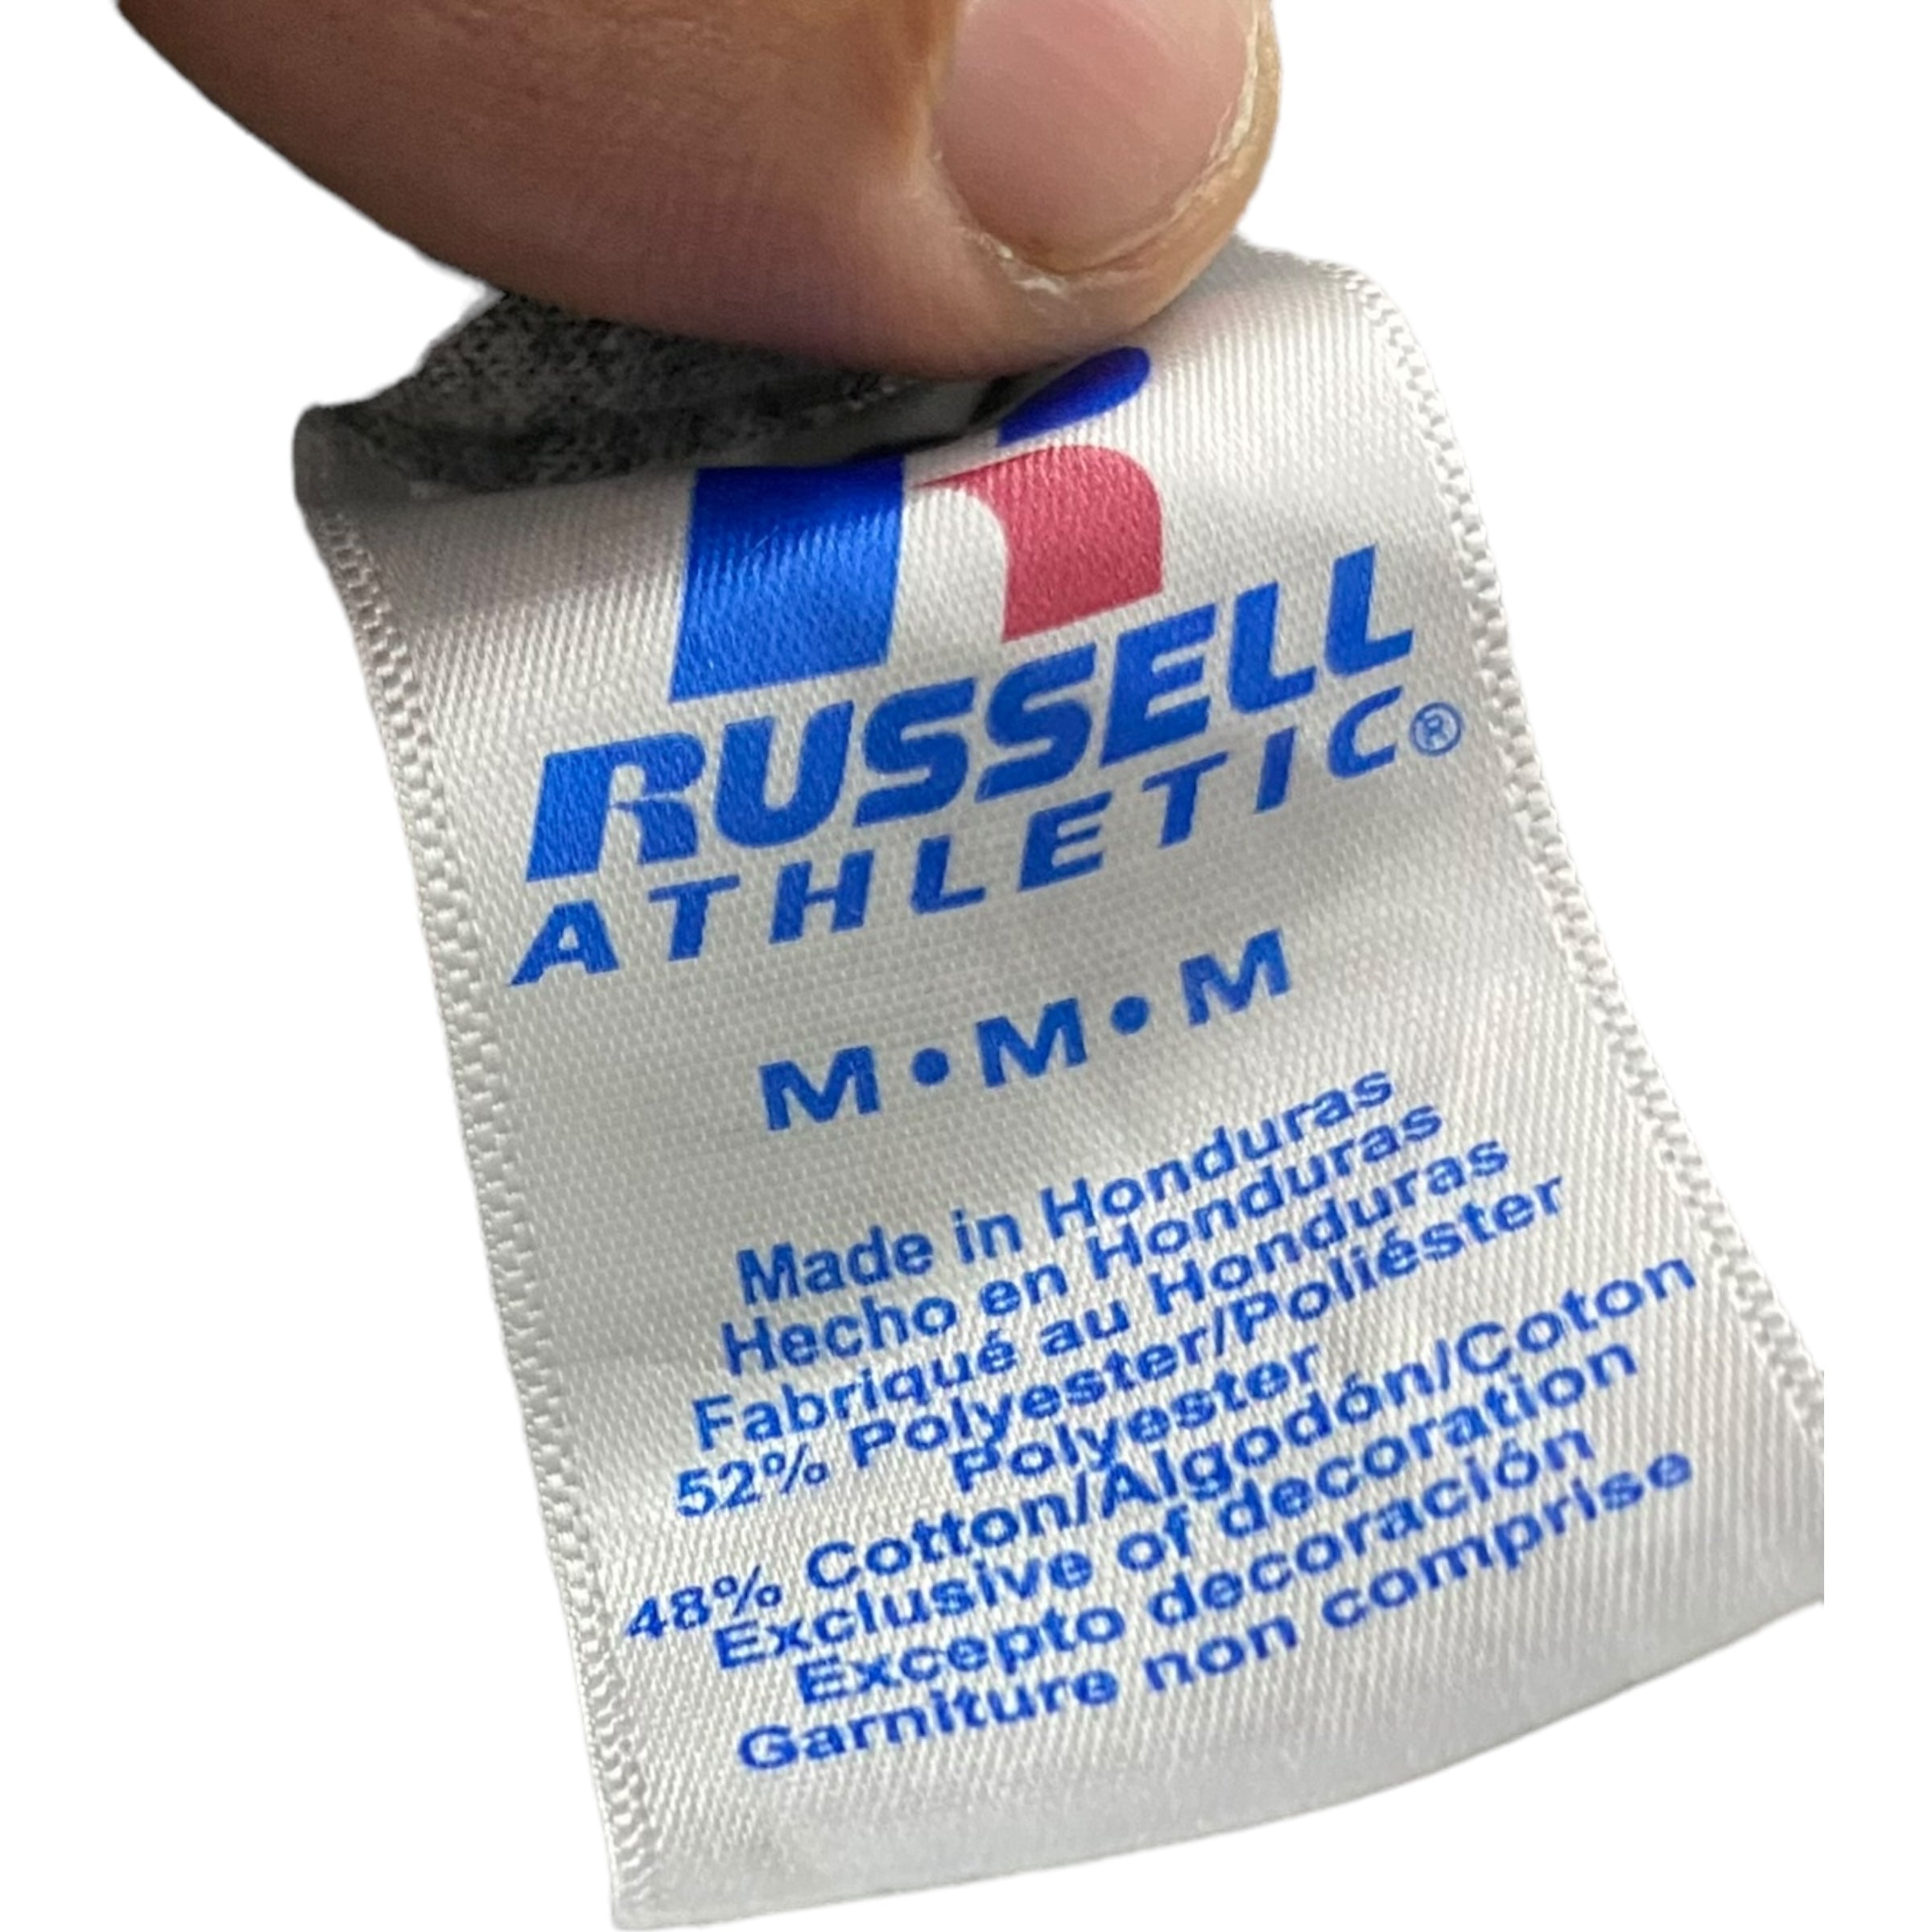 RUSSELL
ATHLETIC®
M•M•M
Made in Honduras
Hecho en Honduras
Fabriqué au Honduras
52% Polyester/Poliéster
Polyester
48% Cotton/Algodón/Coton
Exclusive of decoration
Excepto decoración
Garniture non comprise